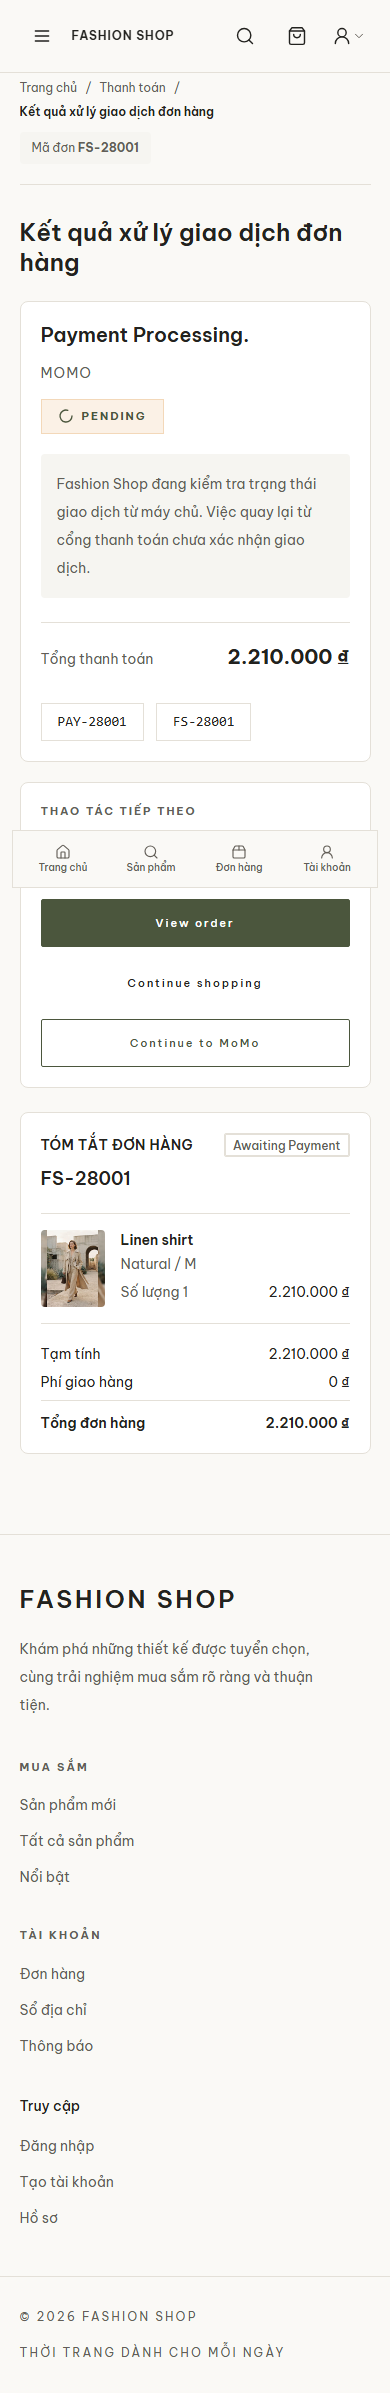 FASHION SHOP
Trang chủ / Thanh toán /
Kết quả xử lý giao dịch đơn hàng
Mã đơn FS-28001
Kết quả xử lý giao dịch đơn
hàng
Payment Processing.
MOMO
PENDING
Fashion Shop đang kiểm tra trạng thái
giao dịch từ máy chủ. Việc quay lại từ
cổng thanh toán chưa xác nhận giao
dịch.
Tổng thanh toán 2.210.000 ₫
PAY-28001 FS-28001
THAO TÁC TIẾP THEO
Trang chủ Sản phẩm Đơn hàng Tài khoản
View order
Continue shopping
Continue to MoMo
TÓM TẮT ĐƠN HÀNG Awaiting Payment
FS-28001
Linen shirt
Natural / M
Số lượng 1 2.210.000 ₫
Tạm tính 2.210.000 ₫
Phí giao hàng 0 ₫
Tổng đơn hàng 2.210.000 ₫
FASHION SHOP
Khám phá những thiết kế được tuyển chọn,
cùng trải nghiệm mua sắm rõ ràng và thuận
tiện.
MUA SẮM
Sản phẩm mới
Tất cả sản phẩm
Nổi bật
TÀI KHOẢN
Đơn hàng
Sổ địa chỉ
Thông báo
Truy cập
Đăng nhập
Tạo tài khoản
Hồ sơ
© 2026 FASHION SHOP
THỜI TRANG DÀNH CHO MỖI NGÀY